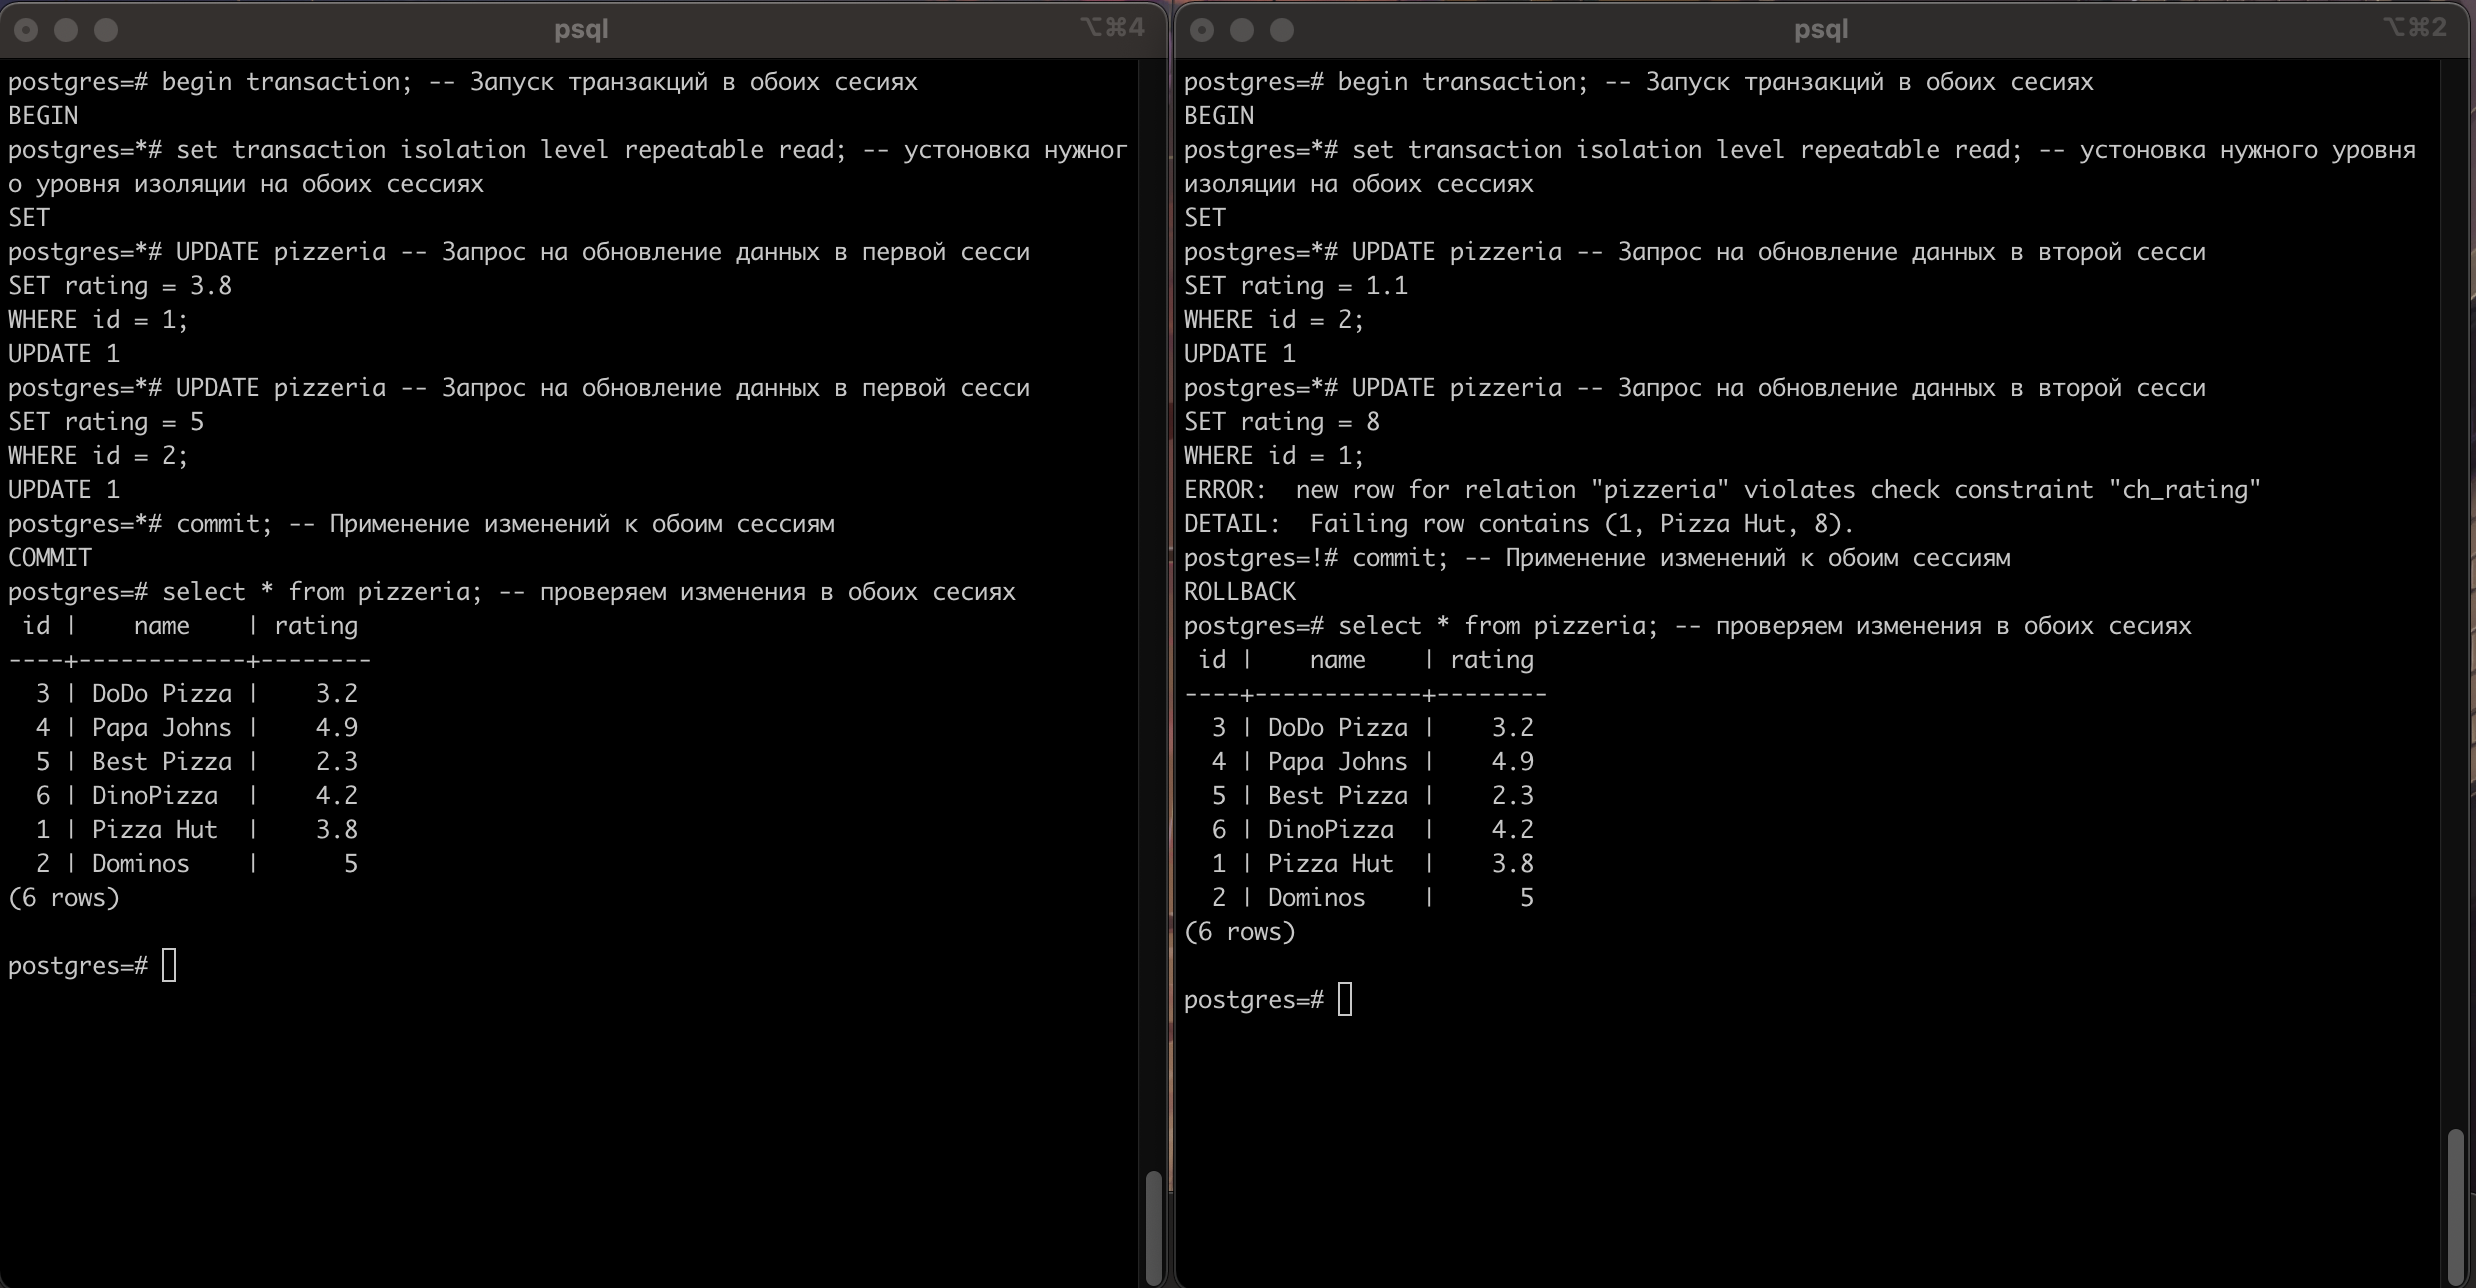 psql
⌥⌘4
postgres=# begin transaction; -- Запуск транзакций в обоих сесиях
BEGIN
postgres=*# set transaction isolation level repeatable read; -- устоновка нужног
о уровня изоляции на обоих сессиях
SET
postgres=*# UPDATE pizzeria -- Запрос на обновление данных в первой сесси
SET rating = 3.8
WHERE id = 1;
UPDATE 1
postgres=*# UPDATE pizzeria -- Запрос на обновление данных в первой сесси
SET rating = 5
WHERE id = 2;
UPDATE 1
postgres=*# commit; -- Применение изменений к обоим сессиям
COMMIT
postgres=# select * from pizzeria; -- проверяем изменения в обоих сесиях
 id |    name    | rating
----+------------+--------
  3 | DoDo Pizza |    3.2
  4 | Papa Johns |    4.9
  5 | Best Pizza |    2.3
  6 | DinoPizza  |    4.2
  1 | Pizza Hut  |    3.8
  2 | Dominos    |      5
(6 rows)
postgres=#
psql
⌥⌘2
postgres=# begin transaction; -- Запуск транзакций в обоих сесиях
BEGIN
postgres=*# set transaction isolation level repeatable read; -- устоновка нужного уровня
изоляции на обоих сессиях
SET
postgres=*# UPDATE pizzeria -- Запрос на обновление данных в второй сесси
SET rating = 1.1
WHERE id = 2;
UPDATE 1
postgres=*# UPDATE pizzeria -- Запрос на обновление данных в второй сесси
SET rating = 8
WHERE id = 1;
ERROR:  new row for relation "pizzeria" violates check constraint "ch_rating"
DETAIL:  Failing row contains (1, Pizza Hut, 8).
postgres=!# commit; -- Применение изменений к обоим сессиям
ROLLBACK
postgres=# select * from pizzeria; -- проверяем изменения в обоих сесиях
 id |    name    | rating
----+------------+--------
  3 | DoDo Pizza |    3.2
  4 | Papa Johns |    4.9
  5 | Best Pizza |    2.3
  6 | DinoPizza  |    4.2
  1 | Pizza Hut  |    3.8
  2 | Dominos    |      5
(6 rows)
postgres=#